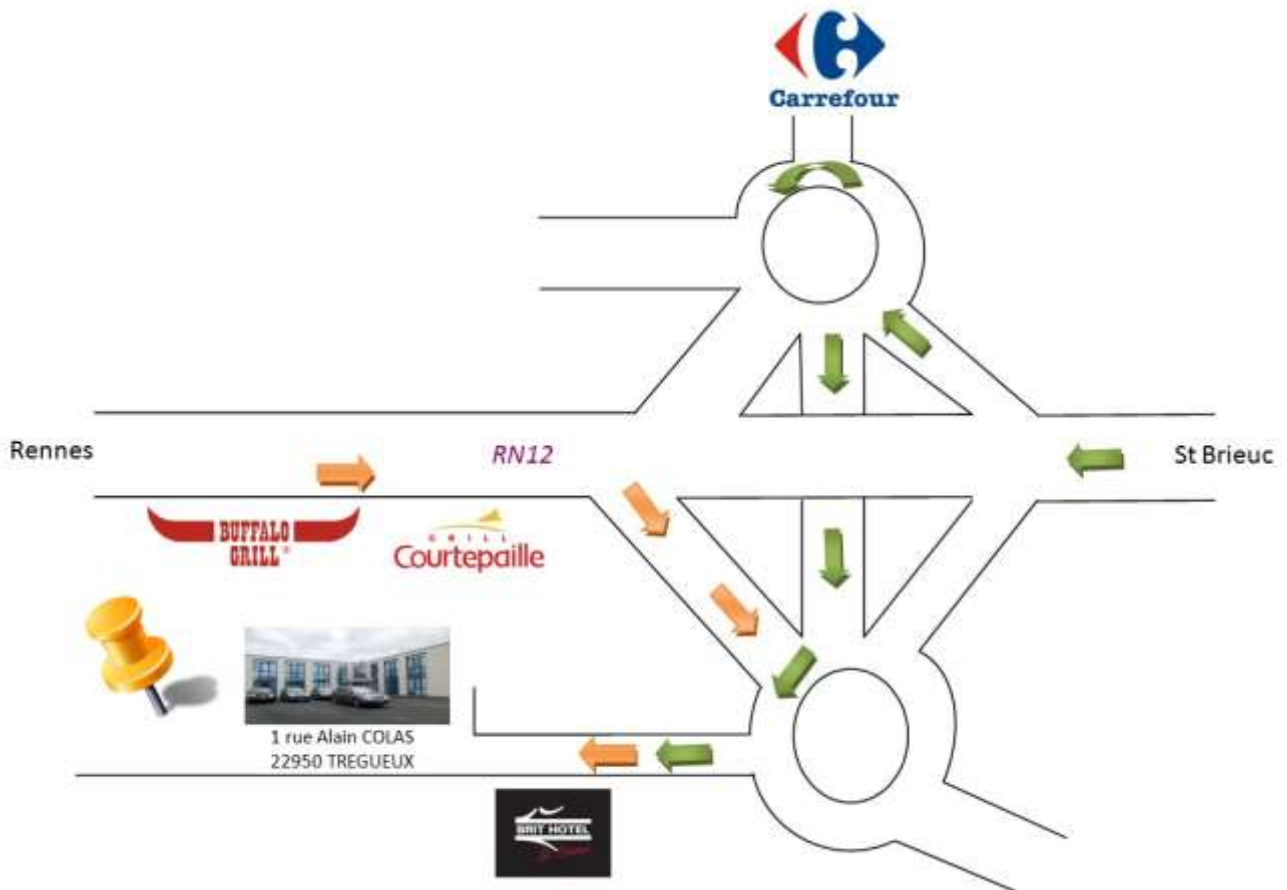 Carrefour
Rennes
RN12
St Brieuc
BUFFALO
GRILL®
GRILL
Courtepaille
1 rue Alain COLAS
22950 TREGUEUX
BRIT HOTEL